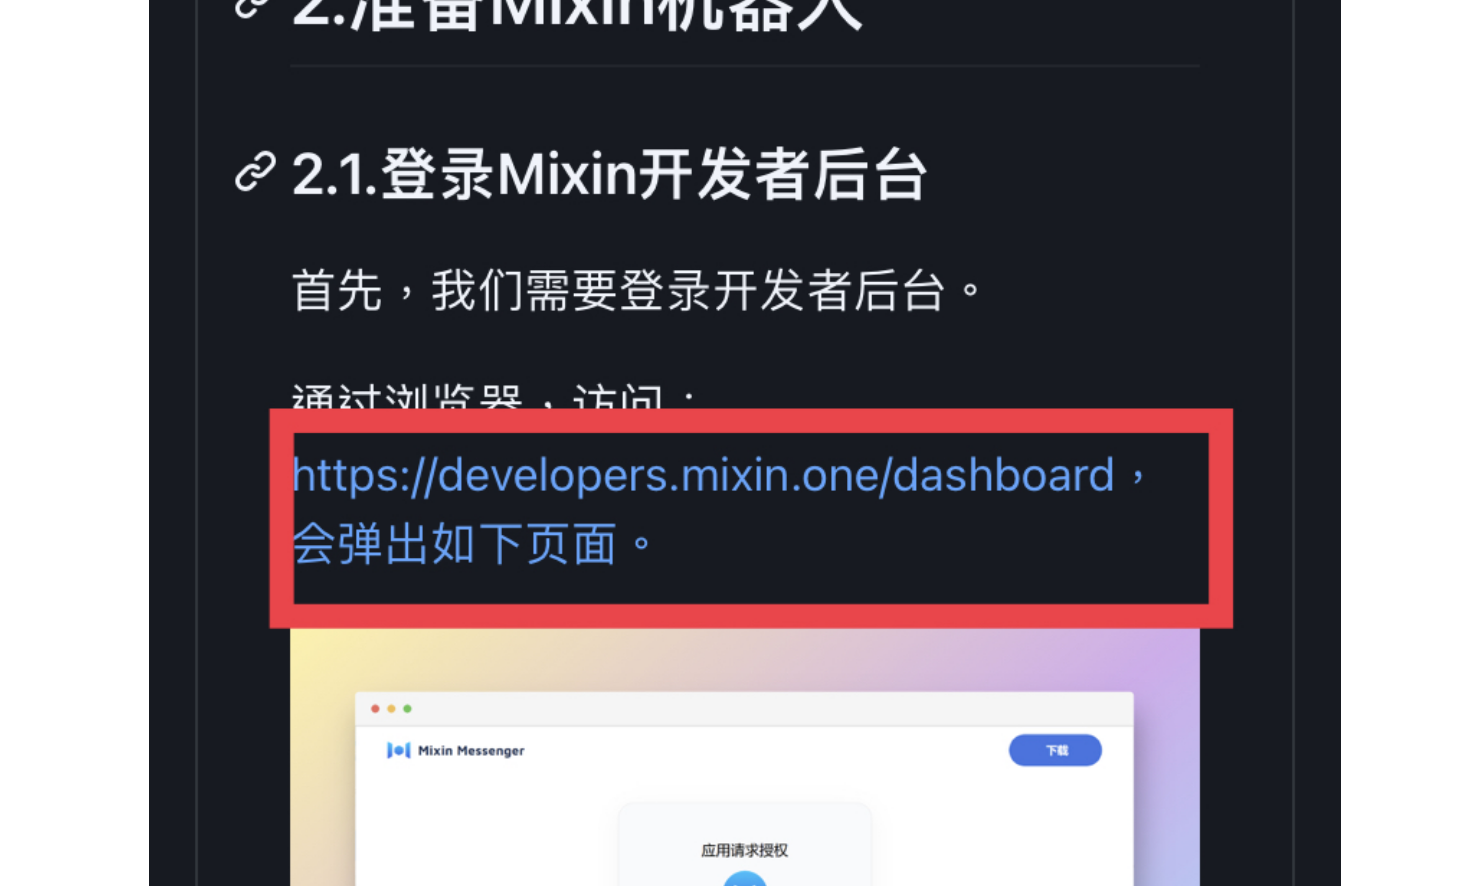 2.准备Mixin机器人
2.1.登录Mixin开发者后台
首先，我们需要登录开发者后台。
通过浏览器，访问：
https://developers.mixin.one/dashboard，
会弹出如下页面。
Mixin Messenger
下载
应用请求授权